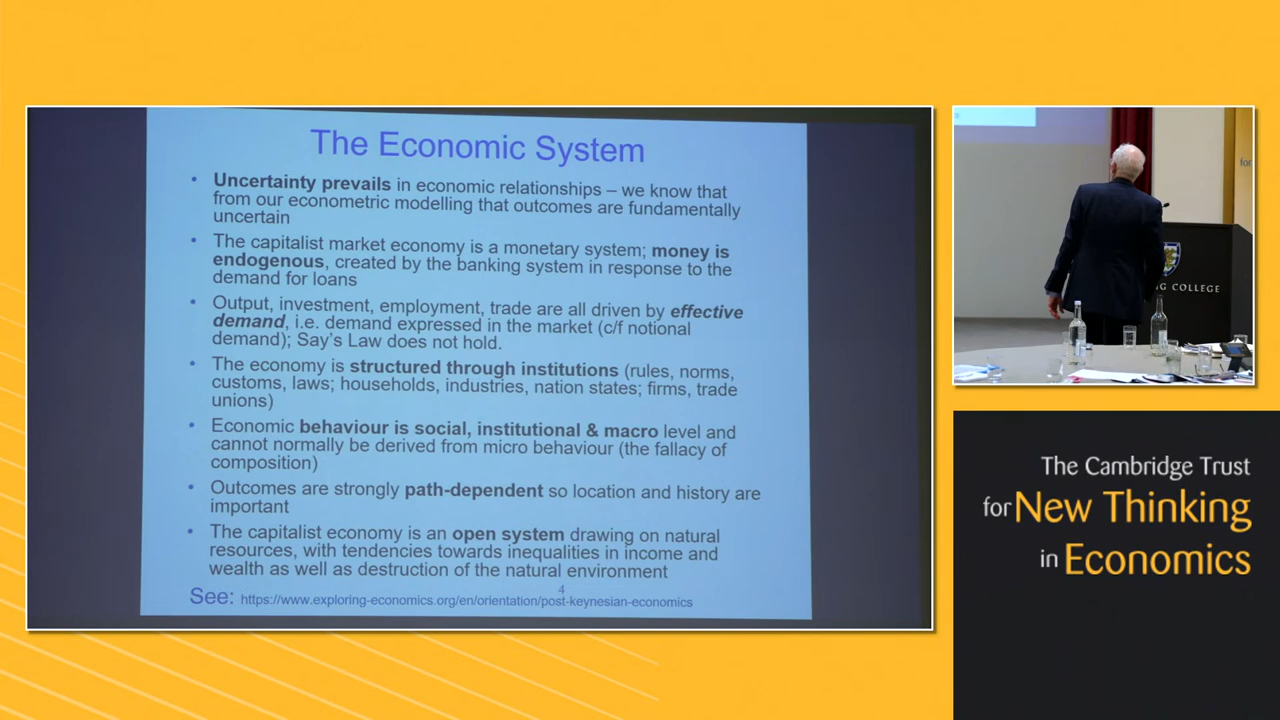 The Economic System
• Uncertainty prevails in economic relationships – we know that
from our econometric modelling that outcomes are fundamentally
uncertain
• The capitalist market economy is a monetary system; money is
endogenous, created by the banking system in response to the
demand for loans
• Output, investment, employment, trade are all driven by effective
demand, i.e. demand expressed in the market (c/f notional
demand); Say's Law does not hold.
• The economy is structured through institutions (rules, norms,
customs, laws; households, industries, nation states; firms, trade
unions)
• Economic behaviour is social, institutional & macro level and
cannot normally be derived from micro behaviour (the fallacy of
composition)
• Outcomes are strongly path-dependent so location and history are
important
• The capitalist economy is an open system drawing on natural
resources, with tendencies towards inequalities in income and
wealth as well as destruction of the natural environment
4
See: https://www.exploring-economics.org/en/orientation/post-keynesian-economics
for
COLLEGE
The Cambridge Trust
for New Thinking
in Economics